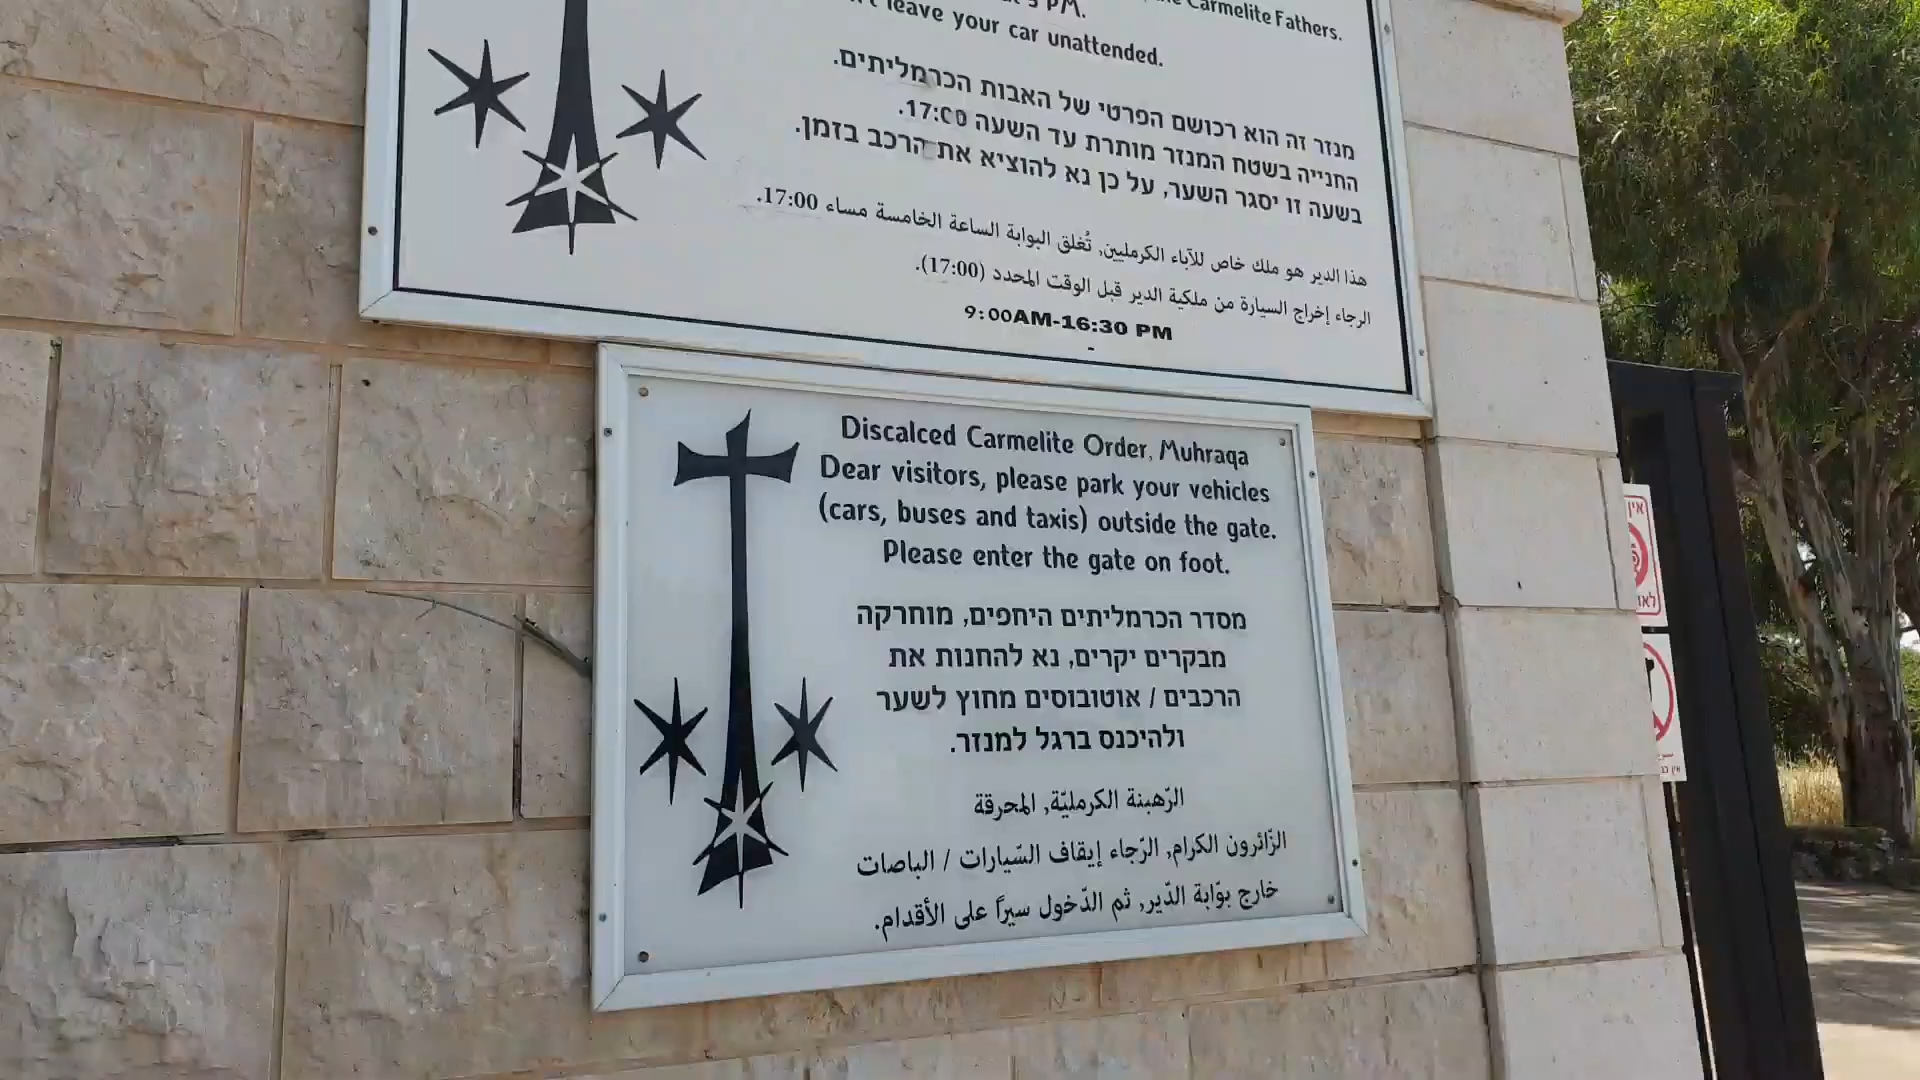 5 PM.
the Carmelite Fathers.
leave your car unattended.
מנזר זה הוא רכושם הפרטי של האבות הכרמליתים.
החנייה בשטח המנזר מותרת עד השעה 17:00.
בשעה זו יסגר השער, על כן נא להוציא את הרכב בזמן.
هذا الدير هو ملك خاص للآباء الكرمليين, تُغلق البوابة الساعة الخامسة مساء 17:00.
الرجاء إخراج السيارة من ملكية الدير قبل الوقت المحدد (17:00).
9:00AM-16:30 PM
Discalced Carmelite Order, Muhraqa
Dear visitors, please park your vehicles
(cars, buses and taxis) outside the gate.
Please enter the gate on foot.
מסדר הכרמליתים היחפים, מוחרקה
מבקרים יקרים, נא להחנות את
הרכבים / אוטובוסים מחוץ לשער
ולהיכנס ברגל למנזר.
الرّهبنة الكرمليّة, المحرقة
الزّائرون الكرام, الرّجاء إيقاف السّيارات / الباصات
خارج بوّابة الدّير, ثم الدّخول سيرًا على الأقدام.
אין